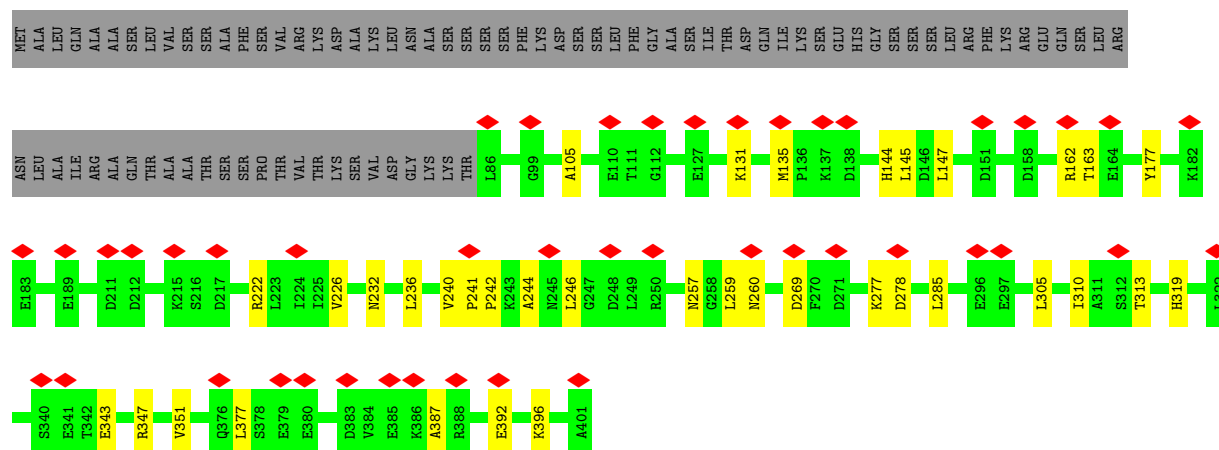 MET ALA LEU GLN ALA ALA SER LEU VAL SER SER ALA PHE SER VAL ARG LYS ASP ALA LYS LEU ASN ALA SER SER SER SER PHE LYS ASP SER SER LEU PHE GLY ALA SER ILE THR ASP GLN ILE LYS SER GLU HIS GLY SER SER SER LEU ARG PHE LYS ARG GLU GLN SER LEU ARG
ASN LEU ALA ILE ARG ALA GLN THR ALA ALA THR SER SER PRO THR VAL THR LYS SER VAL ASP GLY LYS LYS THR L86 G99 A105 E110 T111 G112 E127 K131 M135 P136 K137 D138 H144 L145 D146 L147 D151 D158 R162 T163 E164 Y177 K182
E183 E189 D211 D212 K215 S216 D217 R222 L223 I224 I225 V226 N232 L236 V240 P241 P242 K243 A244 N245 L246 G247 D248 L249 R250 N257 G258 L259 N260 D269 F270 D271 K277 D278 L285 E296 E297 L305 I310 A311 S312 T313 H319
S340 E341 T342 E343 R347 V351 Q376 L377 S378 E379 E380 D383 V384 E385 K386 A387 R388 E392 K396 A401